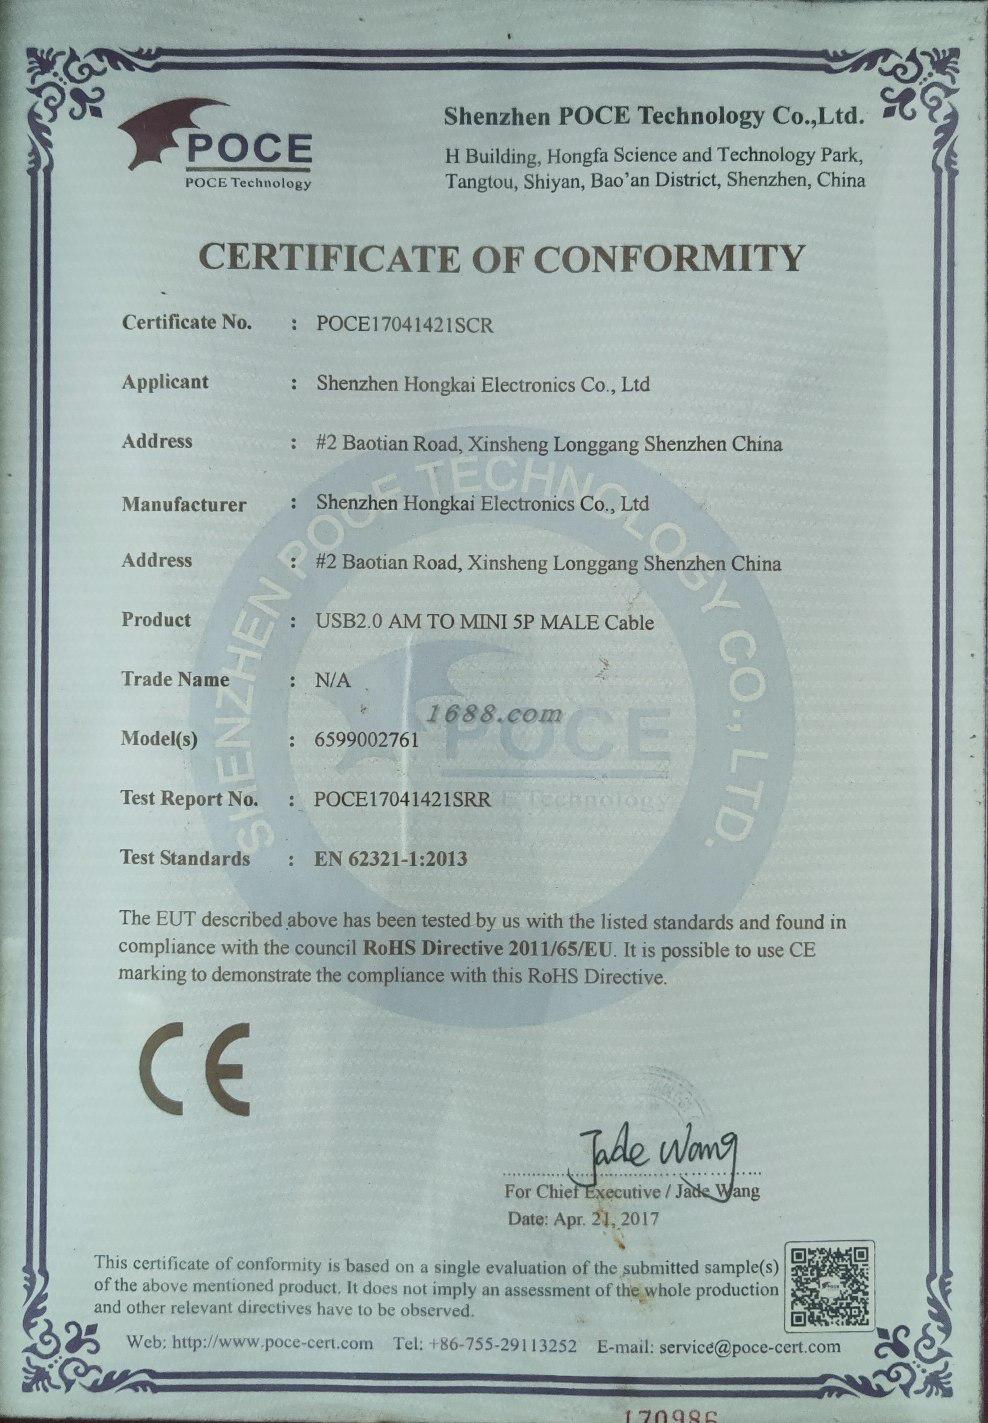 POCE
POCE Technology
Shenzhen POCE Technology Co.,Ltd.
H Building, Hongfa Science and Technology Park,
Tangtou, Shiyan, Bao'an District, Shenzhen, China
CERTIFICATE OF CONFORMITY
Certificate No. : POCE17041421SCR
Applicant : Shenzhen Hongkai Electronics Co., Ltd
Address : #2 Baotian Road, Xinsheng Longgang Shenzhen China
Manufacturer : Shenzhen Hongkai Electronics Co., Ltd
Address : #2 Baotian Road, Xinsheng Longgang Shenzhen China
Product : USB2.0 AM TO MINI 5P MALE Cable
Trade Name : N/A
1688.com
Model(s) : 6599002761
Test Report No. : POCE17041421SRR
Test Standards : EN 62321-1:2013
SHENZHEN POCE TECHNOLOGY CO., LTD.
POCE
POCE Technology
The EUT described above has been tested by us with the listed standards and found in
compliance with the council RoHS Directive 2011/65/EU. It is possible to use CE
marking to demonstrate the compliance with this RoHS Directive.
CE
Jade Wang
For Chief Executive / Jade Wang
Date: Apr. 21, 2017
This certificate of conformity is based on a single evaluation of the submitted sample(s)
of the above mentioned product. It does not imply an assessment of the whole production
and other relevant directives have to be observed.
Web: http://www.poce-cert.com Tel: +86-755-29113252 E-mail: service@poce-cert.com
170986